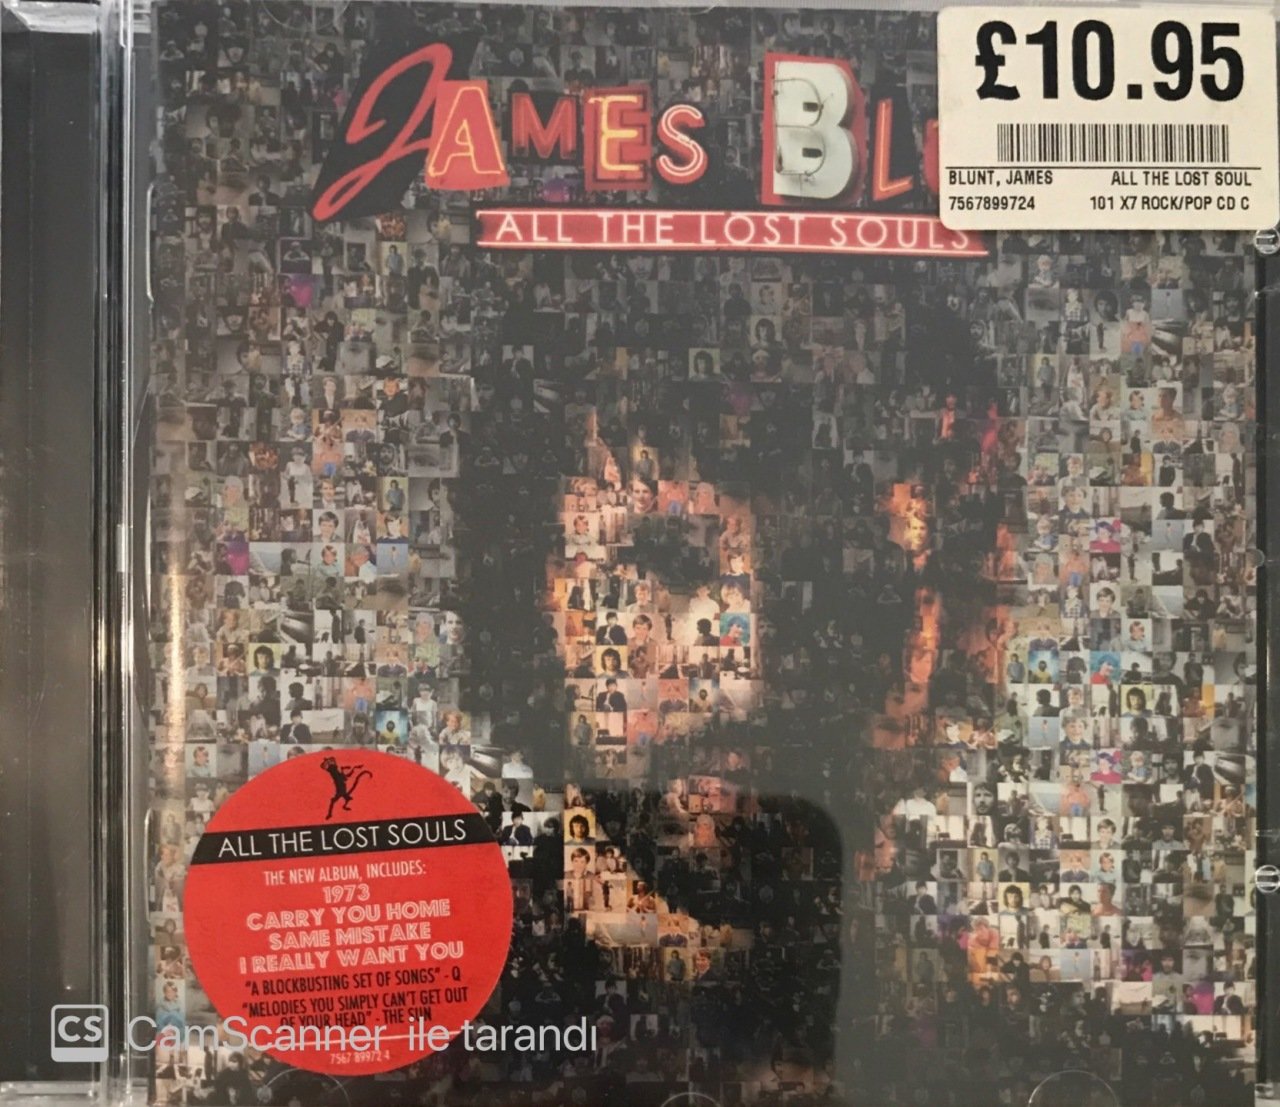 JAMES BL
ALL THE LOST SOULS
£10.95
BLUNT, JAMES ALL THE LOST SOUL
7567899724 101 X7 ROCK/POP CD C
ALL THE LOST SOULS
THE NEW ALBUM, INCLUDES:
1973
CARRY YOU HOME
SAME MISTAKE
I REALLY WANT YOU
"A BLOCKBUSTING SET OF SONGS" - Q
"MELODIES YOU SIMPLY CAN'T GET OUT
OF YOUR HEAD" - THE SUN
7567 89972 4
CS CamScanner ile tarandı